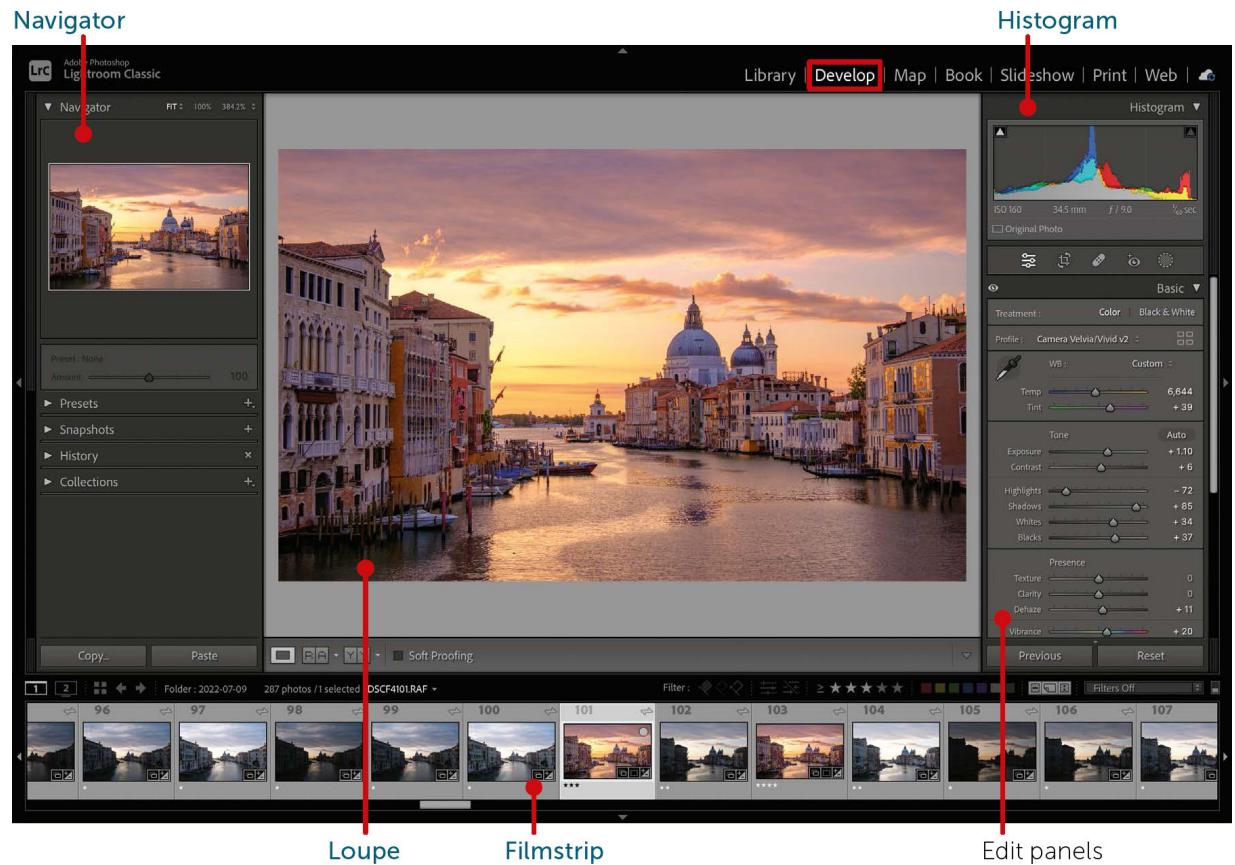 Navigator
Histogram
LrC
Adobe Photoshop
Lightroom Classic
Library | Develop | Map | Book | Slideshow | Print | Web |
Navigator FIT 100% 384.2%
Histogram
ISO 160 34.5 mm ƒ / 9.0 sec
Original Photo
Basic
Treatment : Color | Black & White
Profile : Camera Velvia/Vivid v2
WB : Custom
Temp 6,644
Tint + 39
Tone Auto
Exposure + 1.10
Contrast + 6
Highlights – 72
Shadows + 85
Whites + 34
Blacks + 37
Presence
Texture 0
Clarity 0
Dehaze + 11
Vibrance + 20
Preset : None
Amount 100
Presets
Snapshots
History
Collections
Copy... Paste
R A Y Y Soft Proofing
Previous Reset
1 2 Folder : 2022-07-09 287 photos / 1 selected DSCF4101.RAF
Filter : ≥ ★★★★★ Filters Off
96 97 98 99 100 101 102 103 104 105 106 107
Loupe
Filmstrip
Edit panels